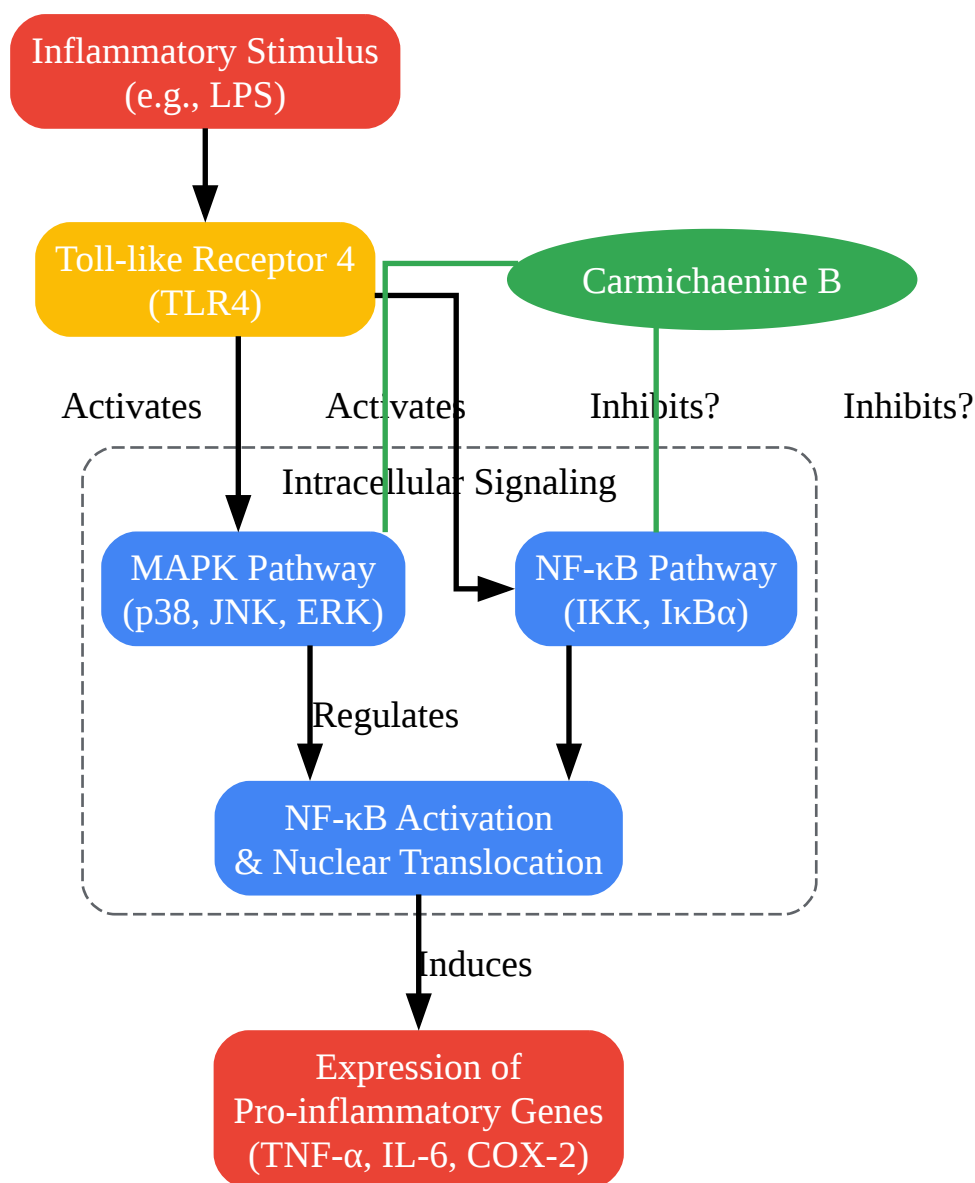 Inflammatory Stimulus
(e.g., LPS)
Toll-like Receptor 4
(TLR4)
Carmichaenine B
Activates
Activates
Inhibits?
Inhibits?
Intracellular Signaling
MAPK Pathway
(p38, JNK, ERK)
NF-κB Pathway
(IKK, IκBα)
Regulates
NF-κB Activation
& Nuclear Translocation
Induces
Expression of
Pro-inflammatory Genes
(TNF-α, IL-6, COX-2)